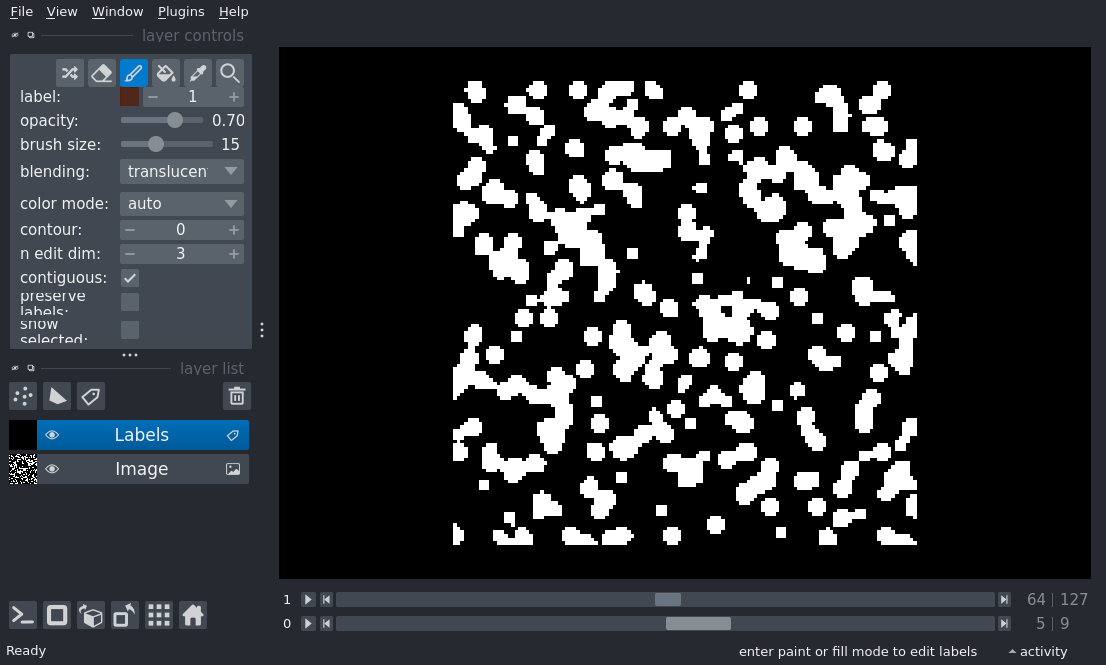 File View Window Plugins Help
layer controls
label: − 1 +
opacity: 0.70
brush size: 15
blending: translucen
color mode: auto
contour: − 0 +
n edit dim: − 3 +
contiguous:
preserve
labels:
show
selected:
layer list
Labels
Image
1 64 | 127
0 5 | 9
Ready enter paint or fill mode to edit labels activity